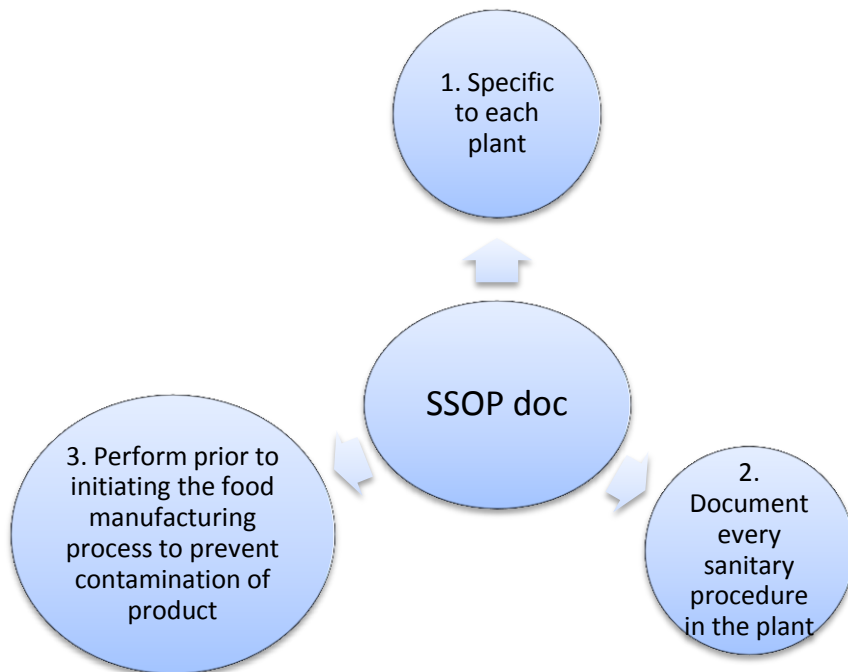 1. Specific
to each
plant
SSOP doc
3. Perform prior to
initiating the food
manufacturing
process to prevent
contamination of
product
2.
Document
every
sanitary
procedure
in the plant